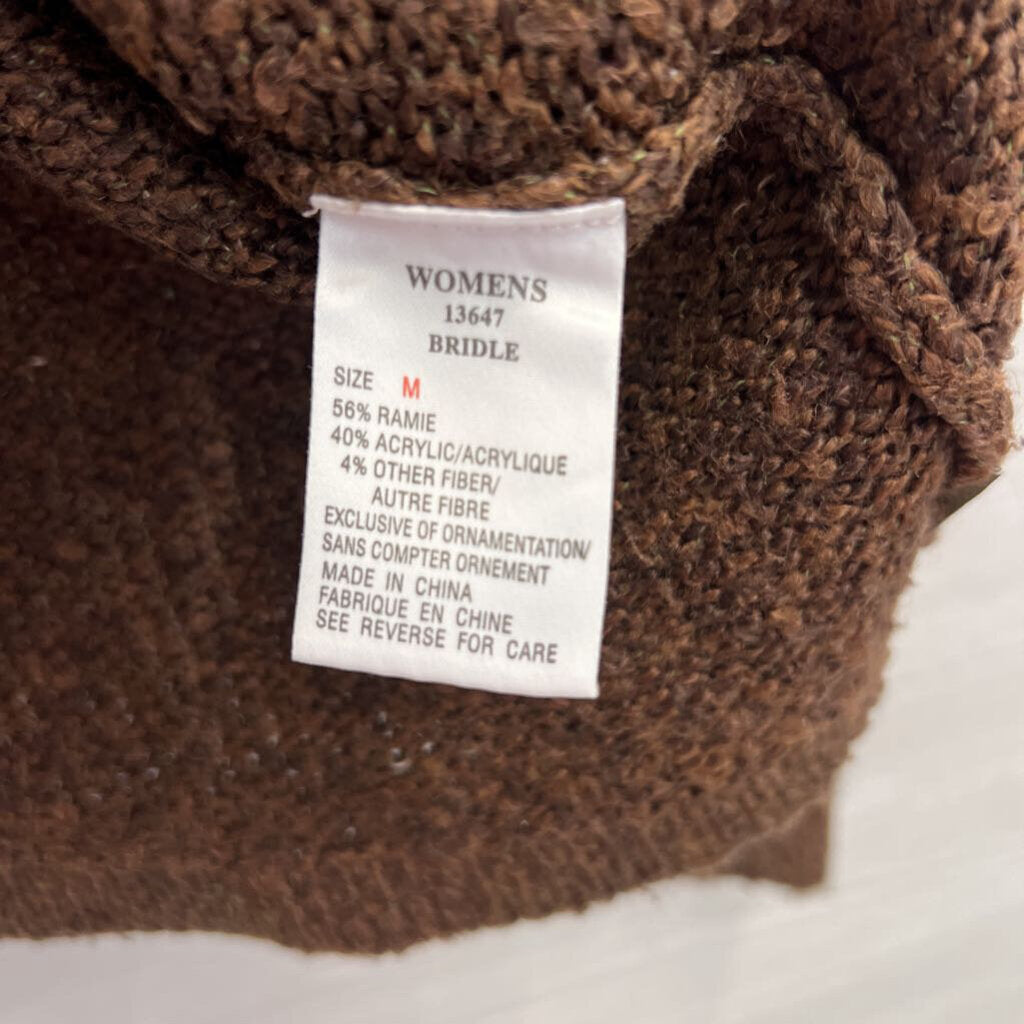 WOMENS
13647
BRIDLE
SIZE M
56% RAMIE
40% ACRYLIC/ACRYLIQUE
4% OTHER FIBER/
AUTRE FIBRE
EXCLUSIVE OF ORNAMENTATION/
SANS COMPTER ORNEMENT
MADE IN CHINA
FABRIQUE EN CHINE
SEE REVERSE FOR CARE